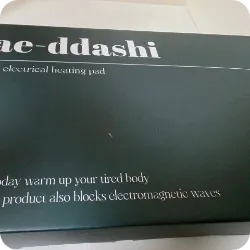 ae-ddashi
electrical heating pad
day warm up your tired body
product also blocks electromagnetic waves